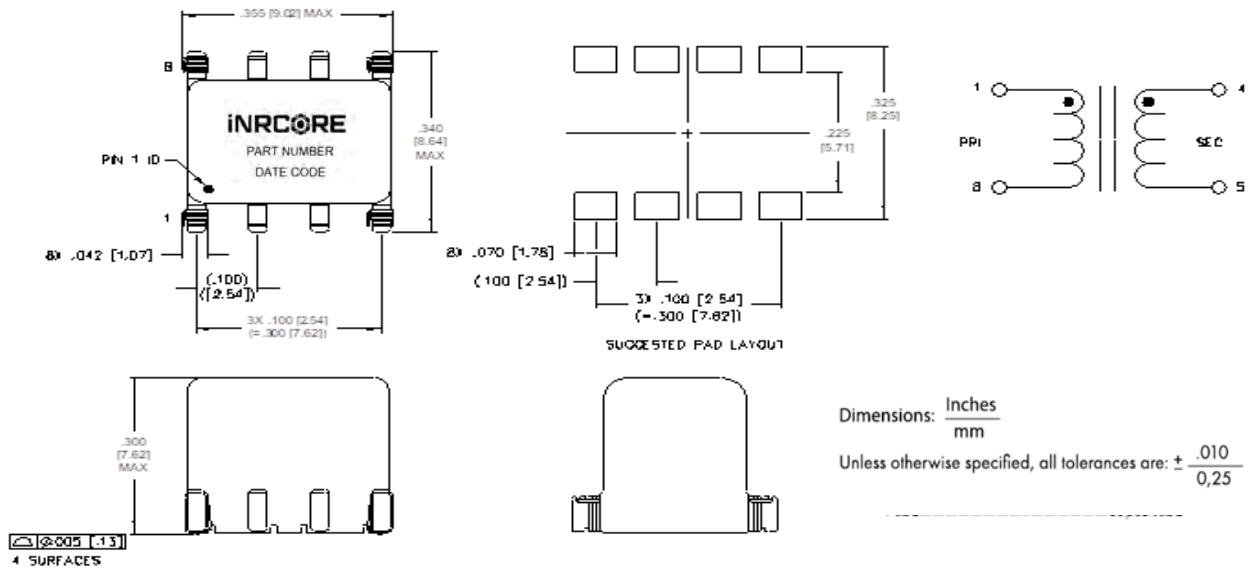 .355 [9.02] MAX
8
iNRCORE
PART NUMBER
DATE CODE
PIN 1 ID
1
.340
[8.64]
MAX
8X .042 [1.07]
(.100)
([2.54])
3X .100 [2.54]
(=.300 [7.62])
.325
[8.25]
.225
[5.71]
8X .070 [1.78]
(.100 [2.54])
3X .100 [2.54]
(=.300 [7.62])
SUGGESTED PAD LAYOUT
1
4
PRI
SEC
8
5
.300
[7.62]
MAX
.005 [.13]
4 SURFACES
Dimensions: Inches
mm
Unless otherwise specified, all tolerances are: ± .010
0,25